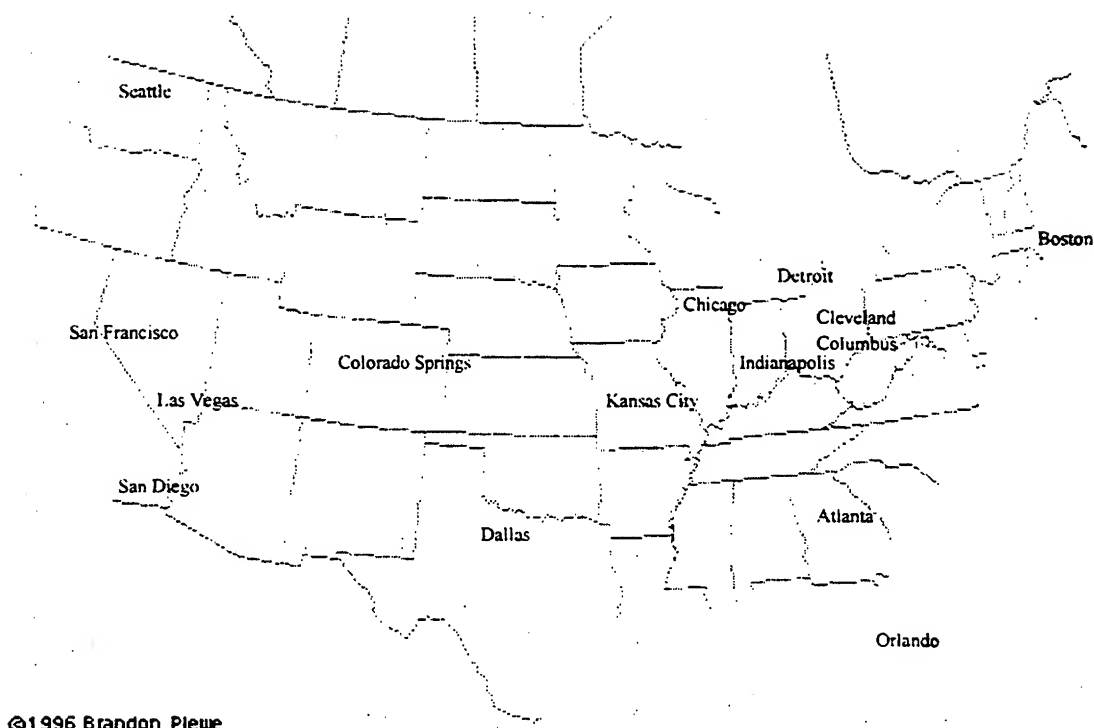 Seattle
Boston
Detroit
Chicago
Cleveland
San Francisco
Columbus
Colorado Springs
Indianapolis
Las Vegas
Kansas City
San Diego
Atlanta
Dallas
Orlando
©1996 Brandon Plewe